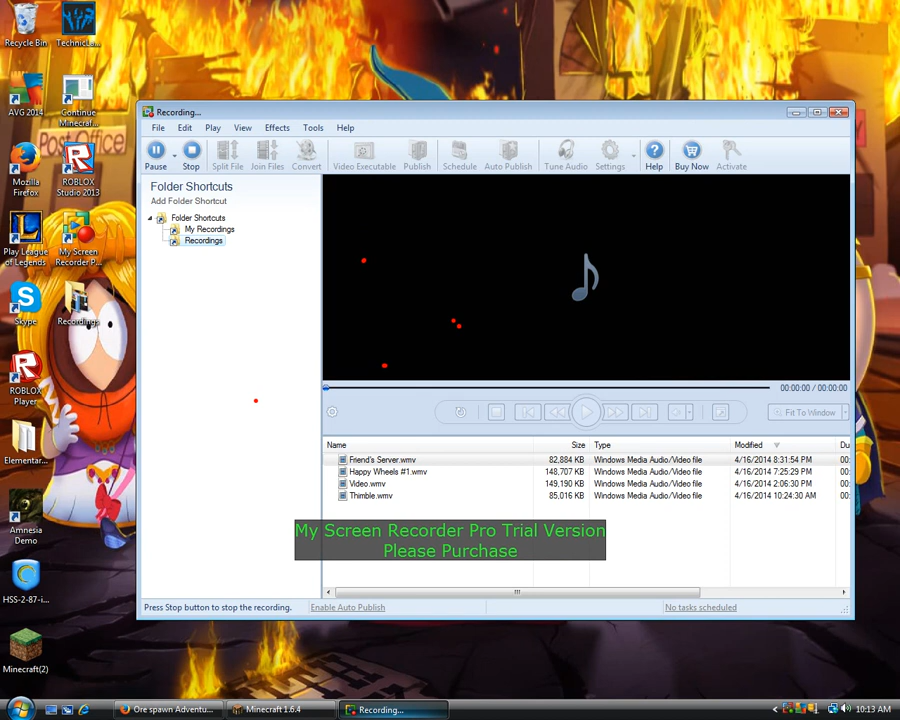 Recycle Bin
TechnicLa...
AVG 2014
Continue Minecraf...
Post Office
Mozilla Firefox
ROBLOX Studio 2013
Play League of Legends
My Screen Recorder P...
Skype
Recordings
ROBLOX Player
Elementar...
Amnesia Demo
HSS-2-87-i...
Minecraft(2)
Recording...
File Edit Play View Effects Tools Help
Pause Stop Split File Join Files Convert Video Executable Publish Schedule Auto Publish Tune Audio Settings Help Buy Now Activate
Folder Shortcuts
Add Folder Shortcut
Folder Shortcuts
My Recordings
Recordings
00:00:00 / 00:00:00
Fit To Window
Name Size Type Modified Du
Friend's Server.wmv 82,884 KB Windows Media Audio/Video file 4/16/2014 8:31:54 PM 00:
Happy Wheels #1.wmv 148,707 KB Windows Media Audio/Video file 4/16/2014 7:25:29 PM 00:
Video.wmv 149,190 KB Windows Media Audio/Video file 4/16/2014 2:06:30 PM 00:
Thimble.wmv 85,016 KB Windows Media Audio/Video file 4/16/2014 10:24:30 AM 00:
My Screen Recorder Pro Trial Version
Please Purchase
Press Stop button to stop the recording. Enable Auto Publish No tasks scheduled
Ore spawn Adventu... Minecraft 1.6.4 Recording... 10:13 AM